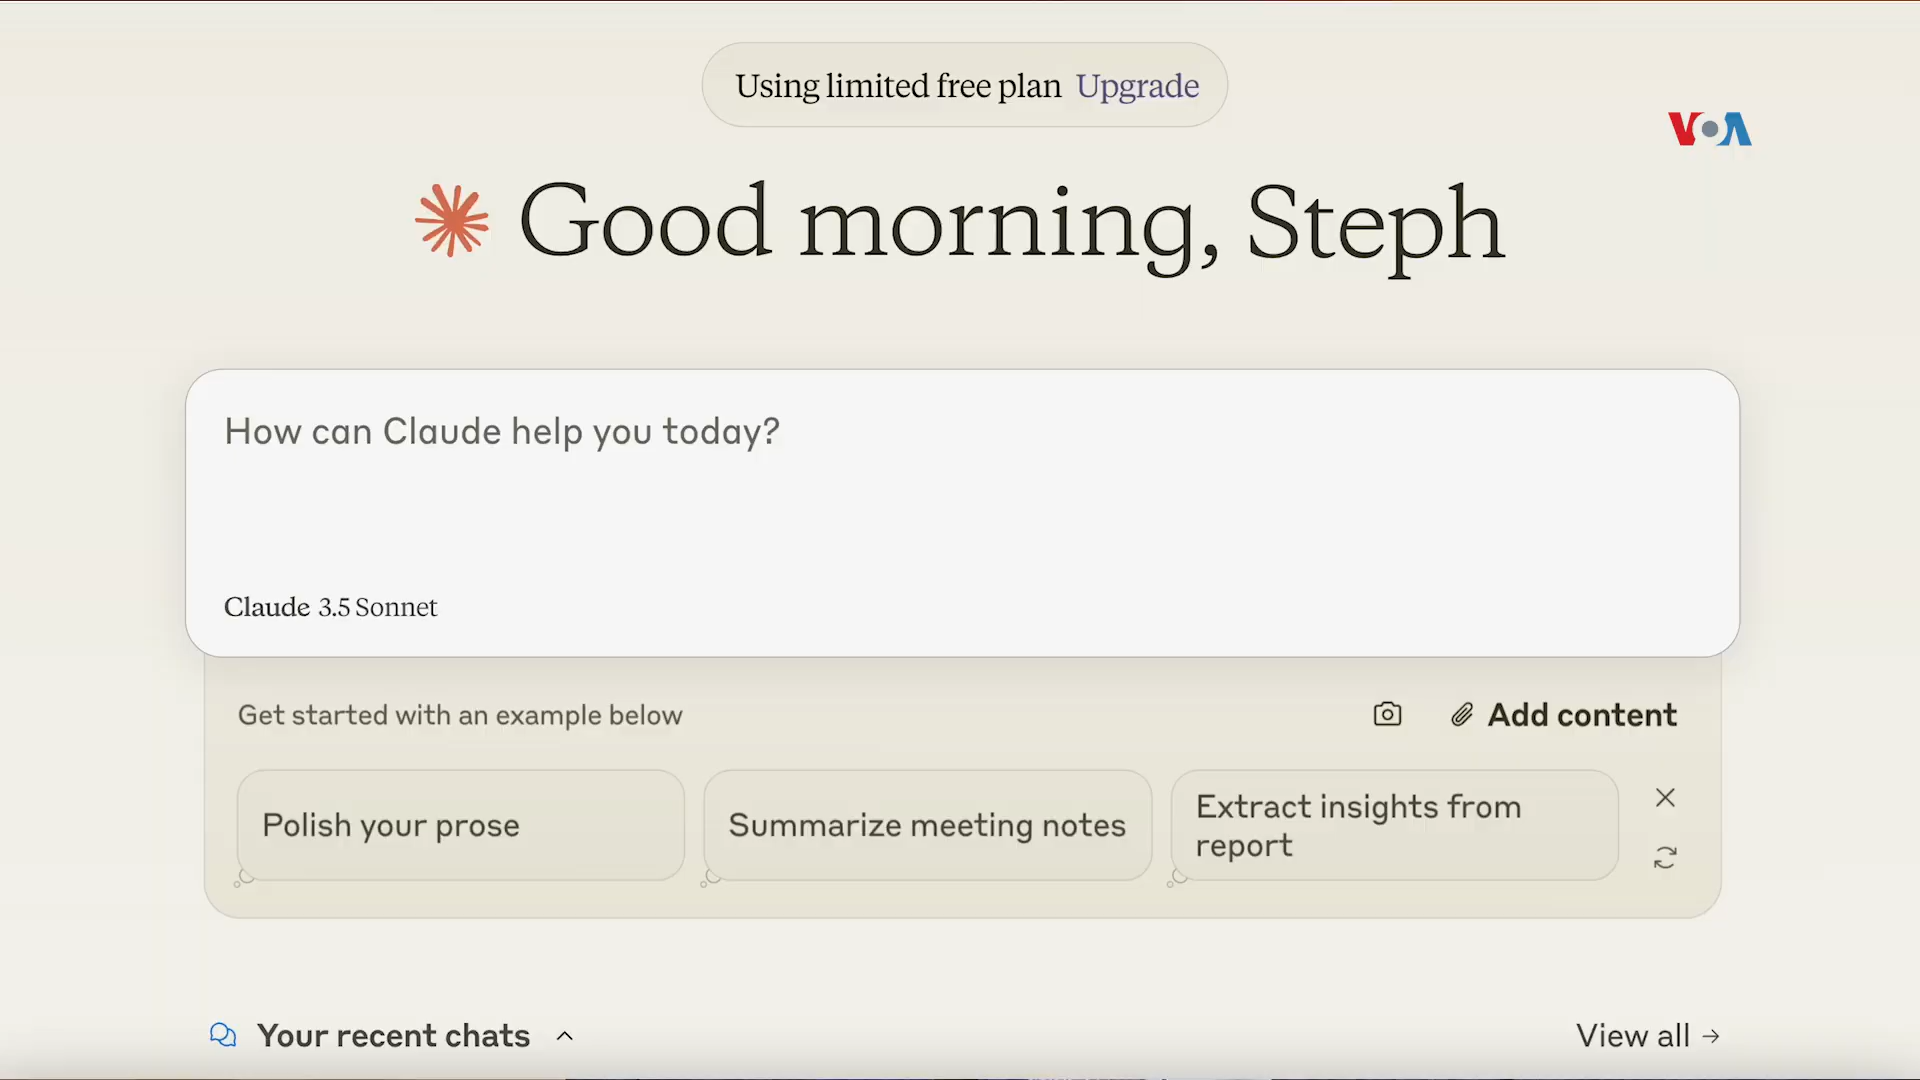 Using limited free plan Upgrade
VOA
Good morning, Steph
How can Claude help you today?
Claude 3.5 Sonnet
Get started with an example below
Add content
Polish your prose
Summarize meeting notes
Extract insights from
report
Your recent chats
View all →